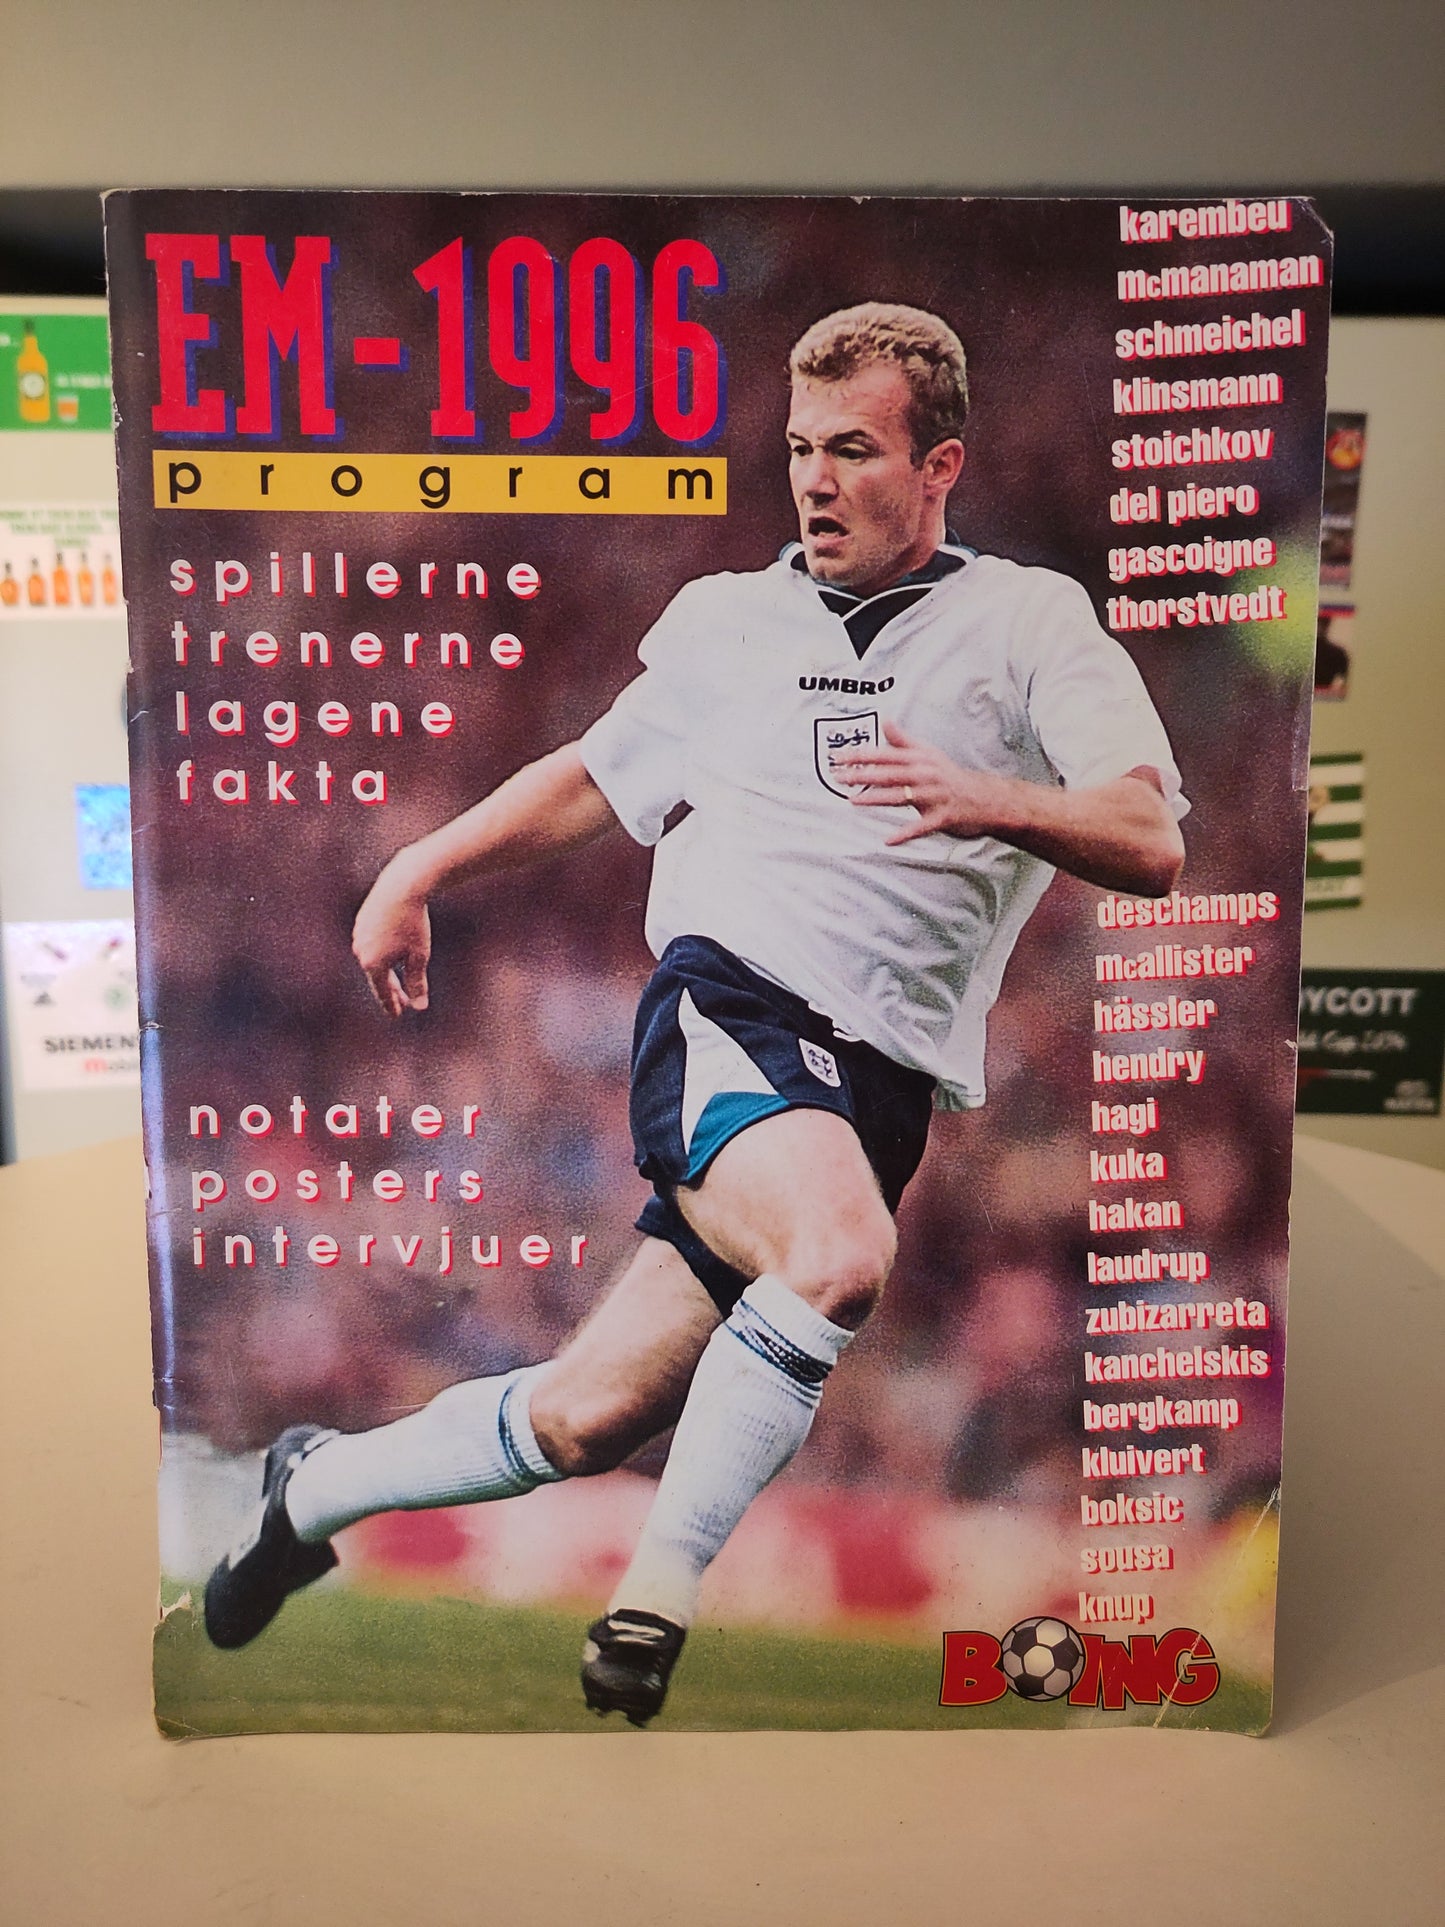 EM-1996
program
spillerne
trenerne
lagene
fakta
notater
posters
intervjuer
karembeu
mcmanaman
schmeichel
klinsmann
stoichkov
del piero
gascoigne
thorstvedt
UMBRO
deschamps
mcallister
hässler
hendry
hagi
kuka
hakan
laudrup
zubizarreta
kanchelskis
bergkamp
kluivert
boksic
sousa
knup
BOING
SIEMENS